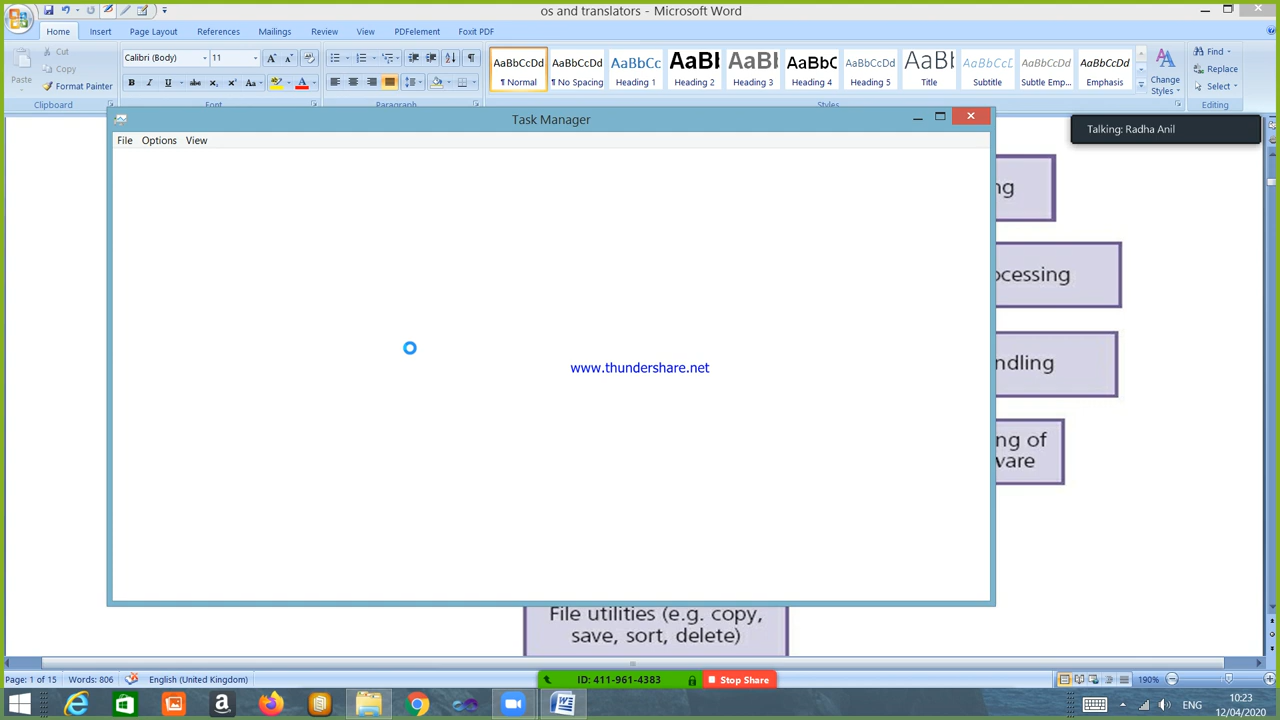 os and translators - Microsoft Word
Home Insert Page Layout References Mailings Review View PDFelement Foxit PDF
Cut
Copy
Format Painter
Paste
Clipboard
Calibri (Body) 11
Font
Paragraph
AaBbCcDd AaBbCcDd AaBbCc AaBb AaBbCc AaBbC AaBbCcDd AaBb AaBbCc AaBbCcDd AaBbCcDd
¶ Normal ¶ No Spacing Heading 1 Heading 2 Heading 3 Heading 4 Heading 5 Title Subtitle Subtle Emp... Emphasis
Change Styles
Styles
Find
Replace
Select
Editing
Task Manager
File Options View
Talking: Radha Anil
ng
ocessing
ndling
ng of
ware
www.thundershare.net
File utilities (e.g. copy,
save, sort, delete)
Page: 1 of 15 Words: 806 English (United Kingdom)
ID: 411-961-4383 Stop Share
190%
ENG
10:23
12/04/2020